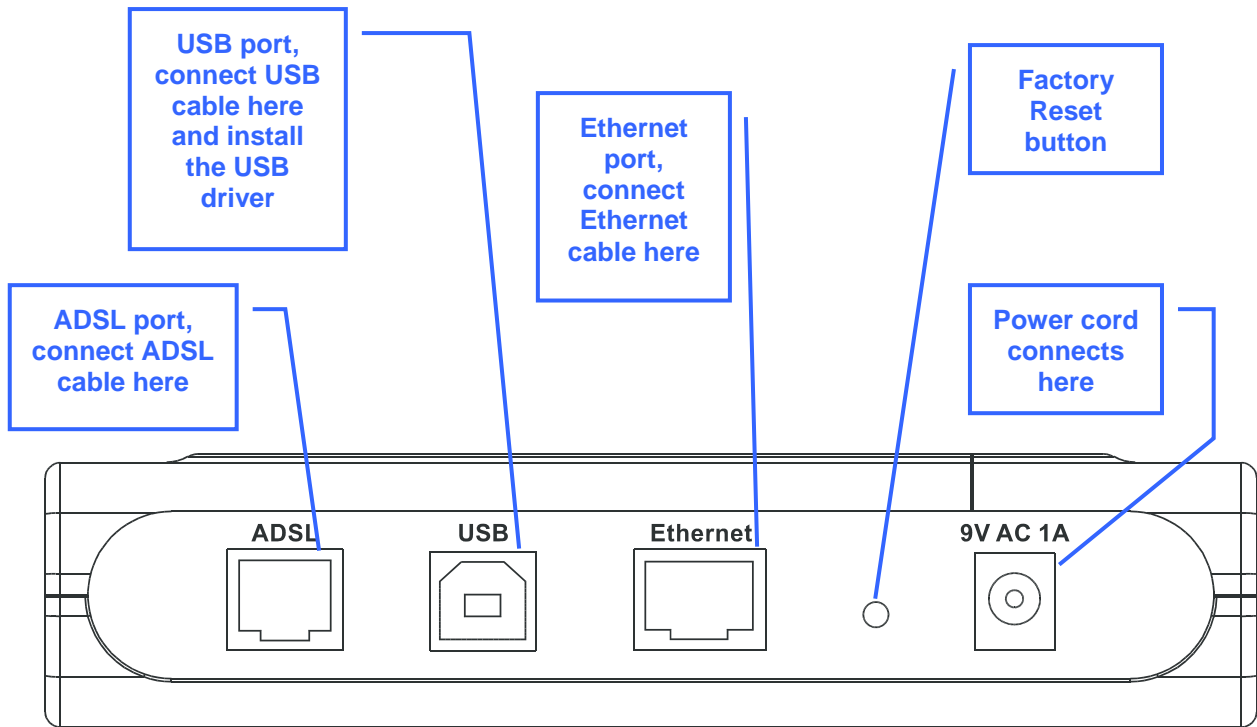 USB port,
connect USB
cable here
and install
the USB
driver
Ethernet
port,
connect
Ethernet
cable here
Factory
Reset
button
ADSL port,
connect ADSL
cable here
Power cord
connects
here
ADSL
USB
Ethernet
9V AC 1A